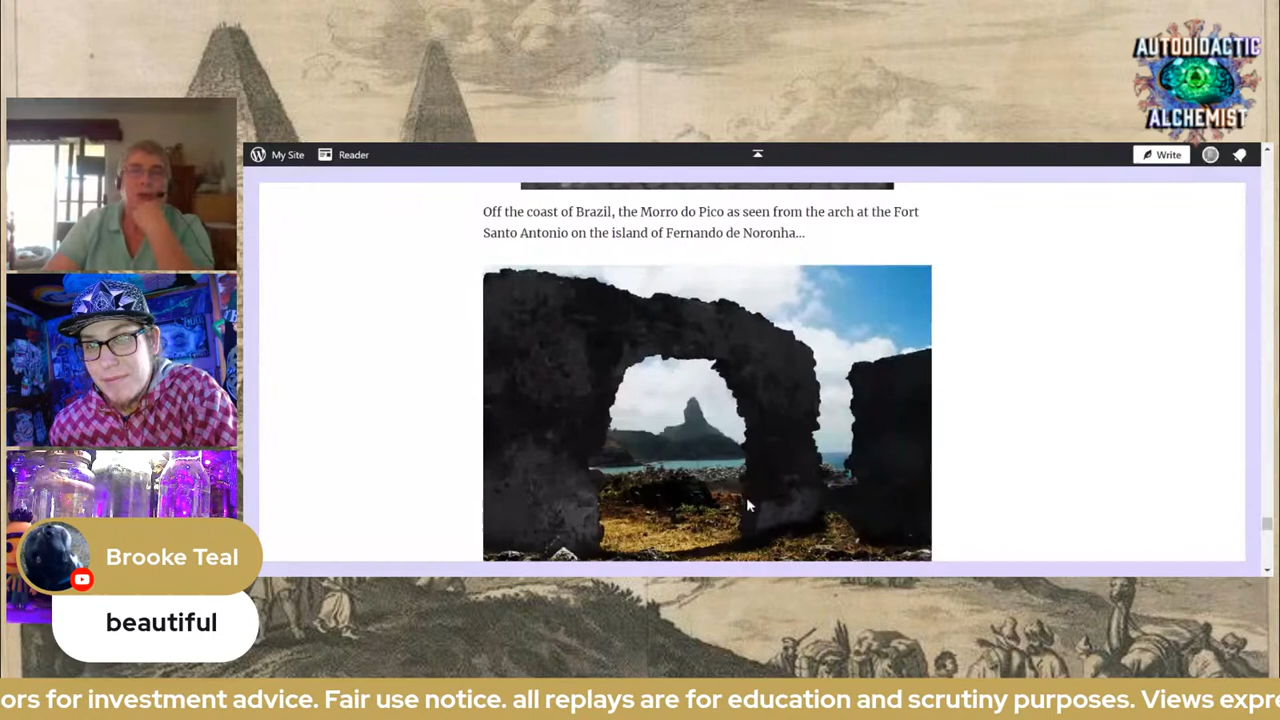 AUTODIDACTIC
ALCHEMIST
My Site
Reader
Write
Off the coast of Brazil, the Morro do Pico as seen from the arch at the Fort
Santo Antonio on the island of Fernando de Noronha...
Brooke Teal
beautiful
ors for investment advice. Fair use notice. all replays are for education and scrutiny purposes. Views expre